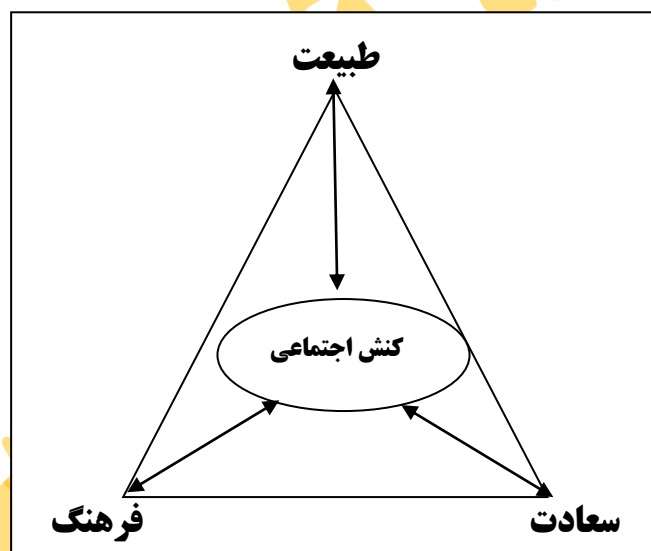 طبیعت
کنش اجتماعی
سعادت
فرهنگ